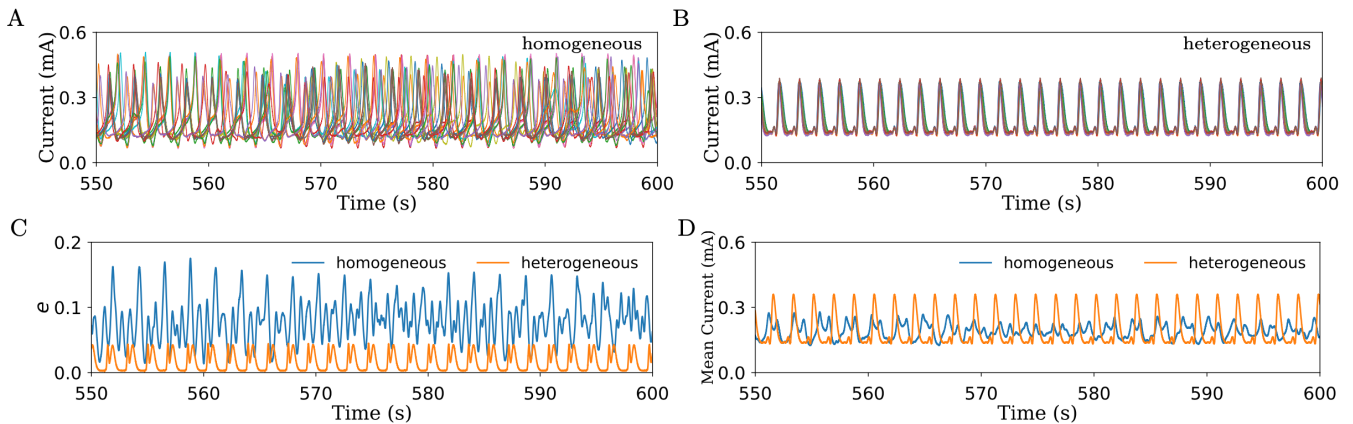 A
Current (mA)
0.6
0.3
0.0
homogeneous
550 560 570 580 590 600
Time (s)
B
Current (mA)
0.6
0.3
0.0
heterogeneous
550 560 570 580 590 600
Time (s)
C
e
0.2
0.1
0.0
homogeneous heterogeneous
550 560 570 580 590 600
Time (s)
D
Mean Current (mA)
0.6
0.3
0.0
homogeneous heterogeneous
550 560 570 580 590 600
Time (s)